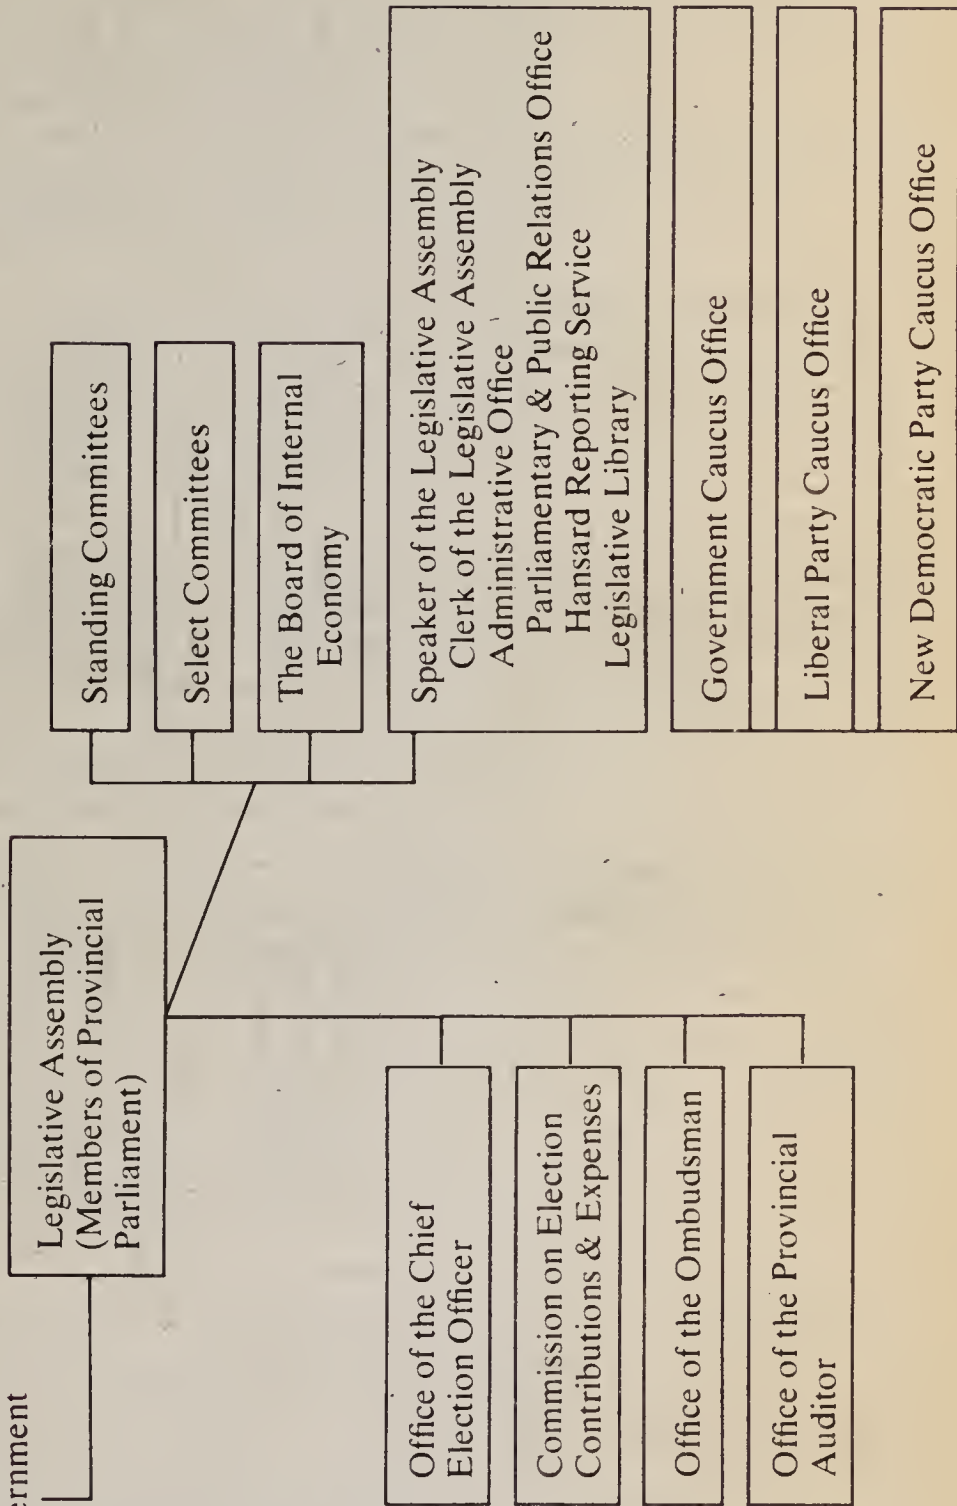 ernment
Legislative Assembly
(Members of Provincial
Parliament)
Office of the Chief
Election Officer
Commission on Election
Contributions & Expenses
Office of the Ombudsman
Office of the Provincial
Auditor
Standing Committees
Select Committees
The Board of Internal
Economy
Speaker of the Legislative Assembly
Clerk of the Legislative Assembly
Administrative Office
Parliamentary & Public Relations Office
Hansard Reporting Service
Legislative Library
Government Caucus Office
Liberal Party Caucus Office
New Democratic Party Caucus Office